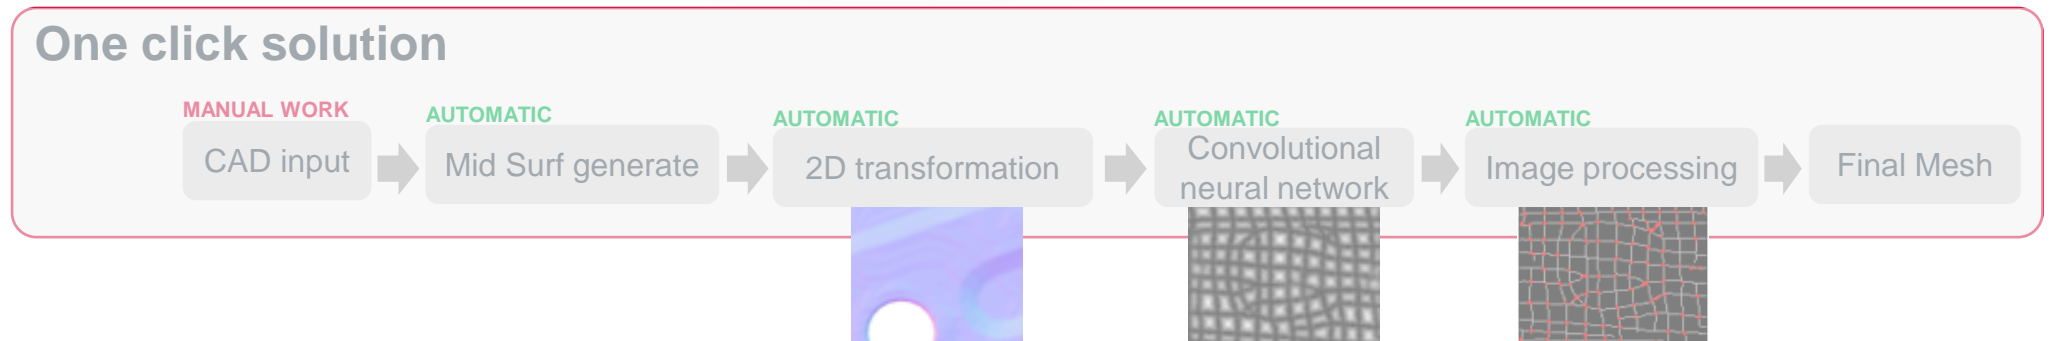 One click solution
MANUAL WORK
CAD input
AUTOMATIC
Mid Surf generate
AUTOMATIC
2D transformation
AUTOMATIC
Convolutional
neural network
AUTOMATIC
Image processing
Final Mesh